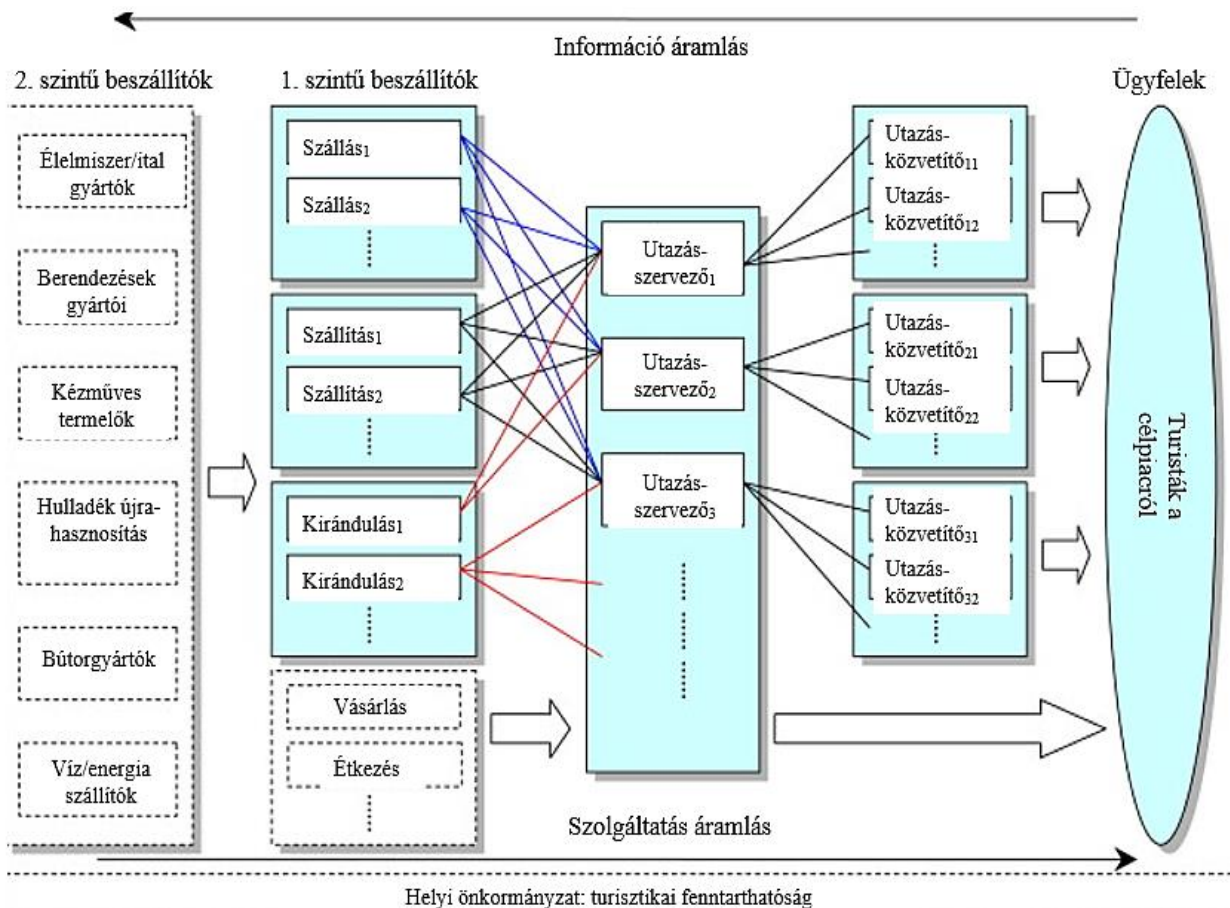 Információ áramlás
2. szintű beszállítók
1. szintű beszállítók
Ügyfelek
Élelmiszer/ital
gyártók
Berendezések
gyártói
Kézműves
termelők
Hulladék újra-
hasznosítás
Bútorgyártók
Víz/energia
szállítók
Szállás₁
Szállás₂
Szállítás₁
Szállítás₂
Kirándulás₁
Kirándulás₂
Vásárlás
Étkezés
Utazás-
szervező₁
Utazás-
szervező₂
Utazás-
szervező₃
Utazás-
közvetítő₁₁
Utazás-
közvetítő₁₂
Utazás-
közvetítő₂₁
Utazás-
közvetítő₂₂
Utazás-
közvetítő₃₁
Utazás-
közvetítő₃₂
Turisták a
célpiacról
Szolgáltatás áramlás
Helyi önkormányzat: turisztikai fenntarthatóság